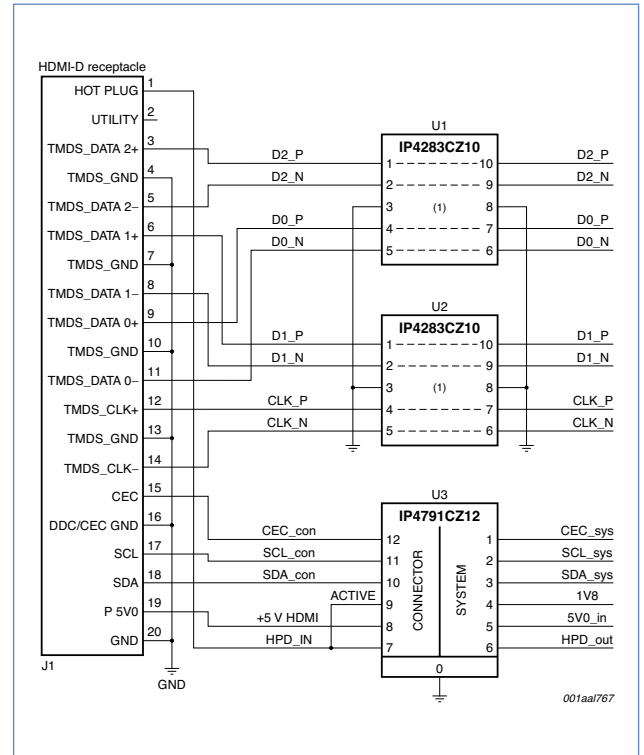 HDMI-D receptacle
HOT PLUG 1
UTILITY 2
TMDS_DATA 2+ 3
TMDS_GND 4
TMDS_DATA 2− 5
TMDS_DATA 1+ 6
TMDS_GND 7
TMDS_DATA 1− 8
TMDS_DATA 0+ 9
TMDS_GND 10
TMDS_DATA 0− 11
TMDS_CLK+ 12
TMDS_GND 13
TMDS_CLK− 14
CEC 15
DDC/CEC GND 16
SCL 17
SDA 18
P 5V0 19
GND 20
J1
GND
U1
IP4283CZ10
D2_P 1 10 D2_P
D2_N 2 9 D2_N
3 (1) 8
D0_P 4 7 D0_P
D0_N 5 6 D0_N
U2
IP4283CZ10
D1_P 1 10 D1_P
D1_N 2 9 D1_N
3 (1) 8
CLK_P 4 7 CLK_P
CLK_N 5 6 CLK_N
U3
IP4791CZ12
CEC_con 12 1 CEC_sys
SCL_con 11 2 SCL_sys
SDA_con 10 3 SDA_sys
ACTIVE 9 4 1V8
+5 V HDMI 8 5 5V0_in
HPD_IN 7 6 HPD_out
CONNECTOR
SYSTEM
0
001aal767